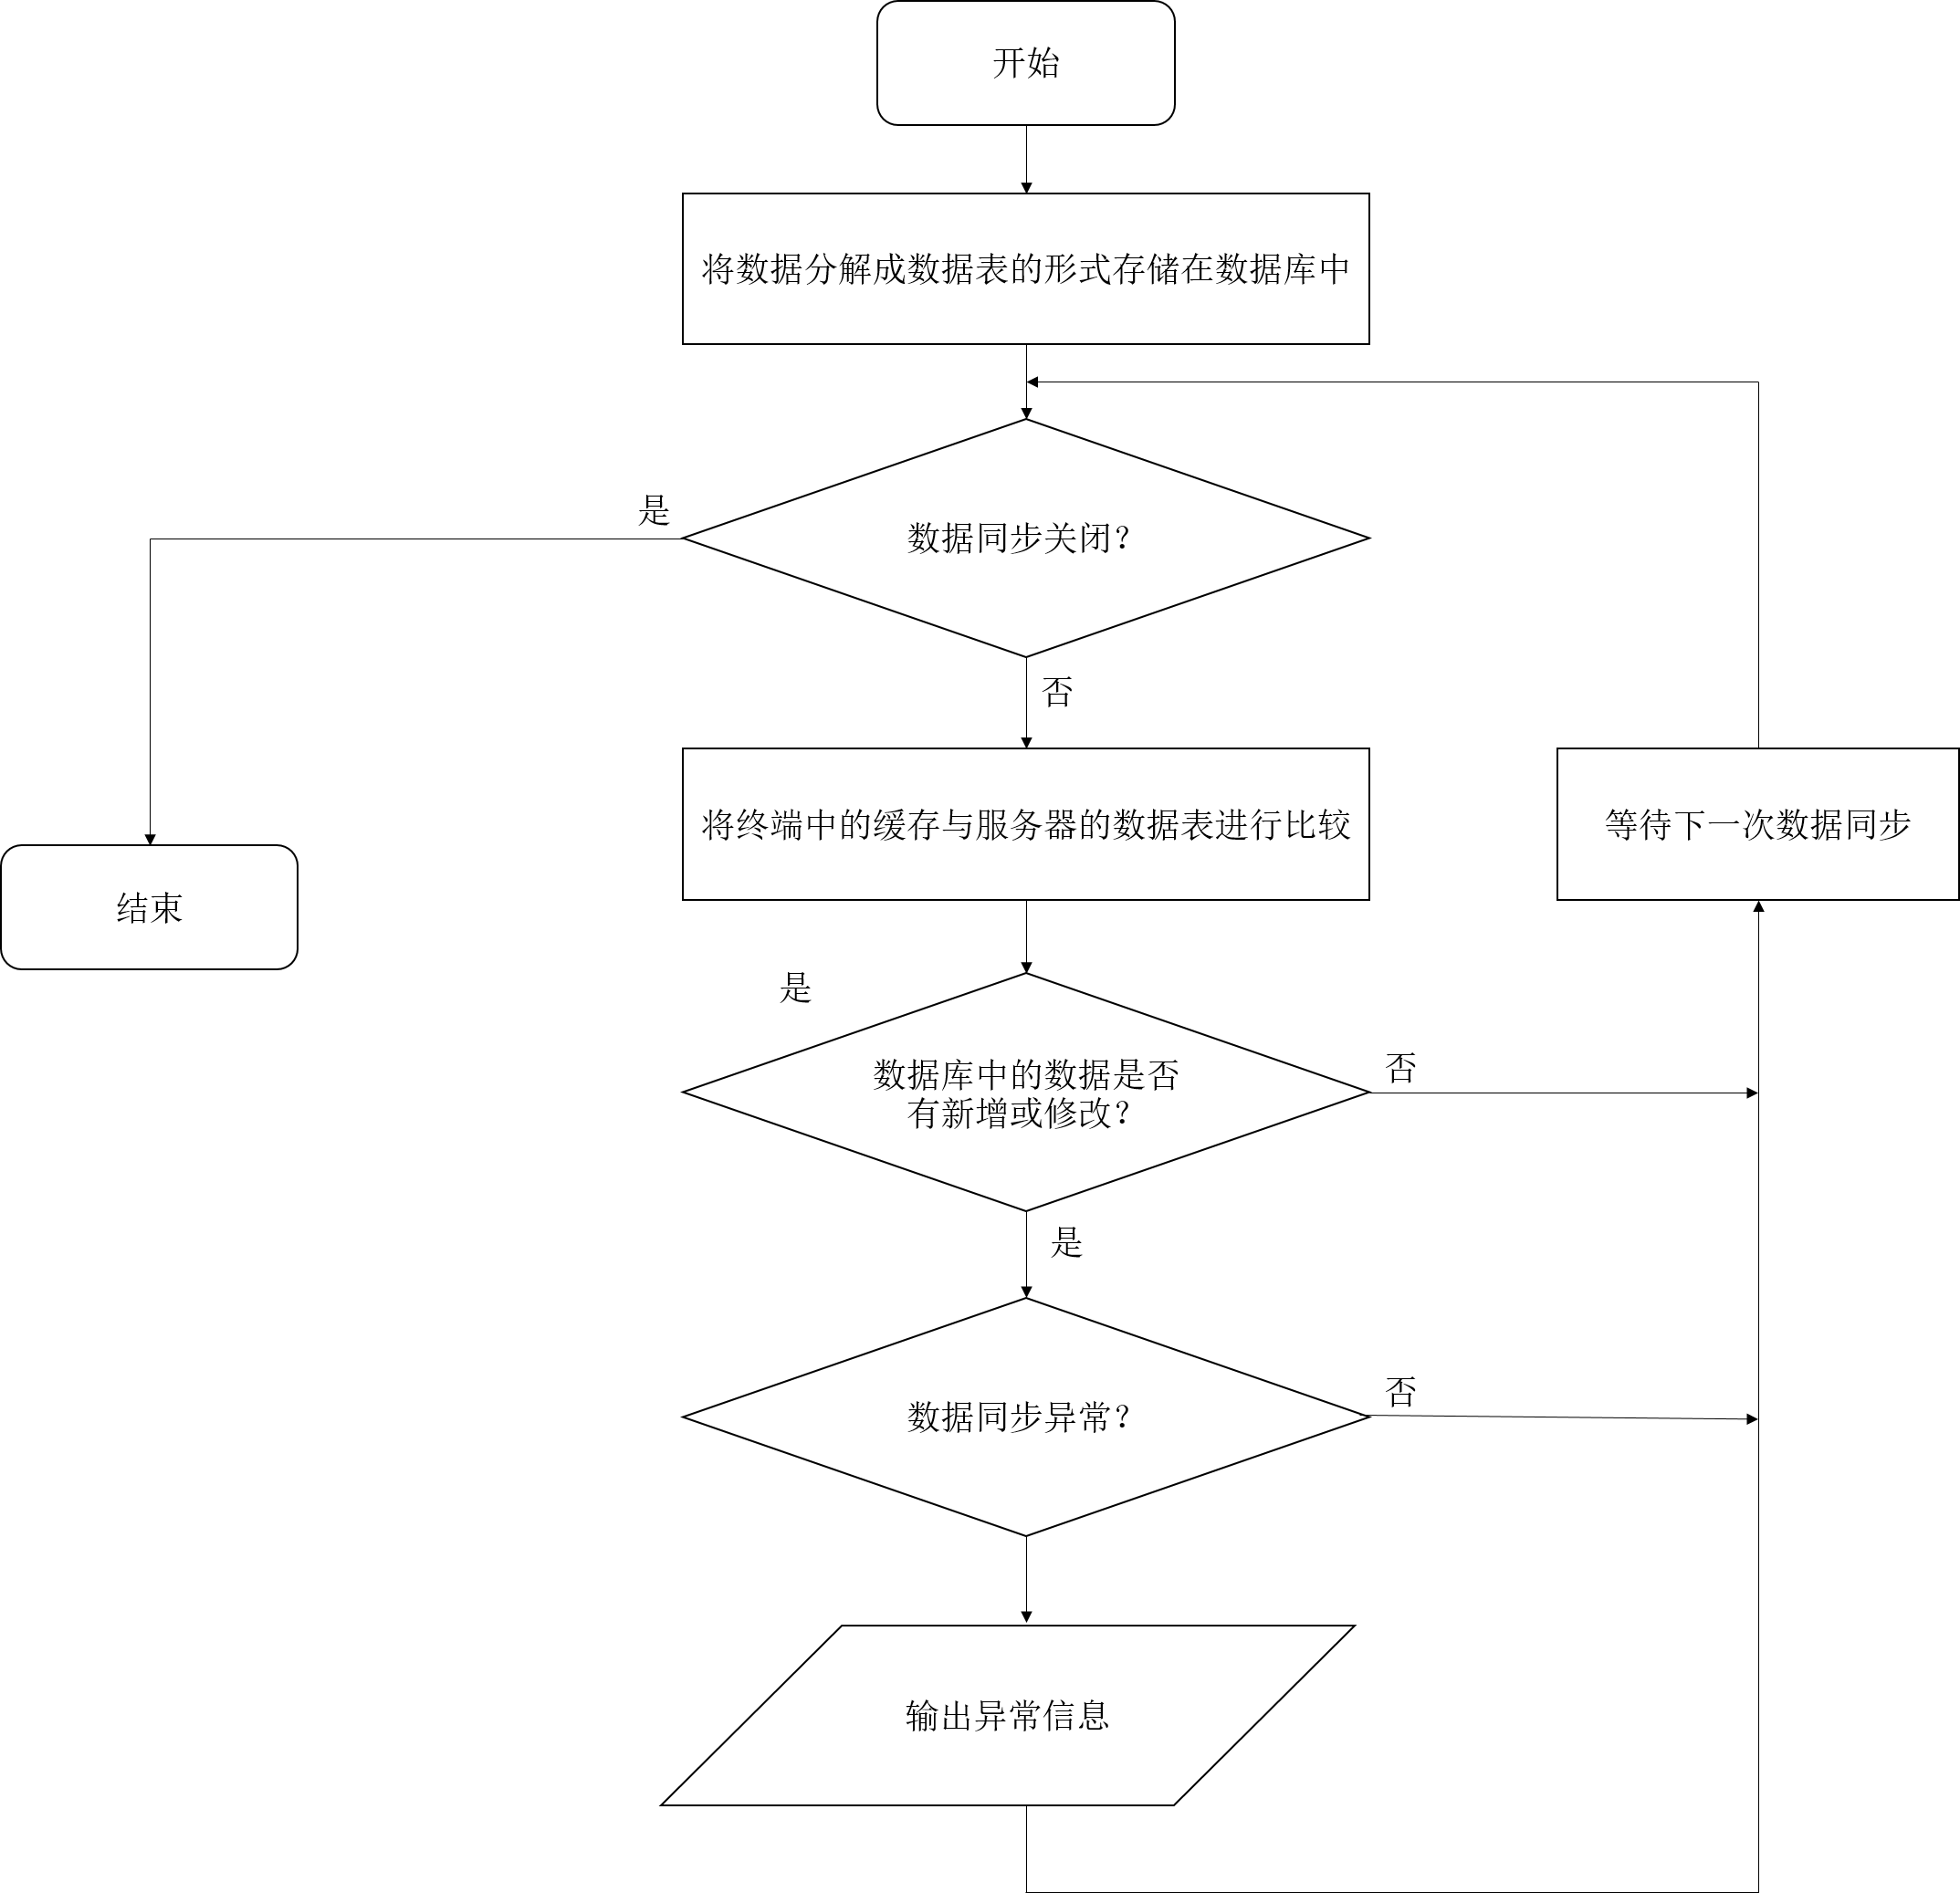 开始
将数据分解成数据表的形式存储在数据库中
是
数据同步关闭？
否
将终端中的缓存与服务器的数据表进行比较
等待下一次数据同步
结束
是
数据库中的数据是否
有新增或修改？
否
是
数据同步异常？
否
输出异常信息